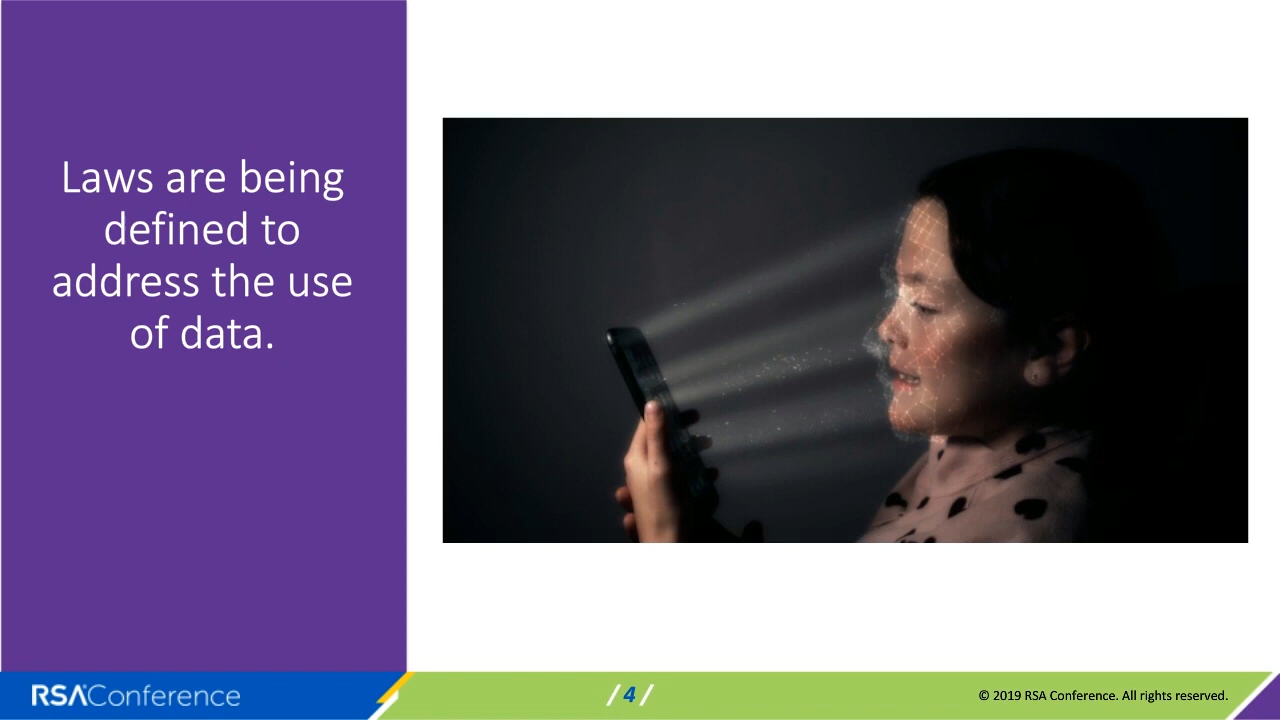 Laws are being
defined to
address the use
of data.
RSAConference
/ 4 /
© 2019 RSA Conference. All rights reserved.